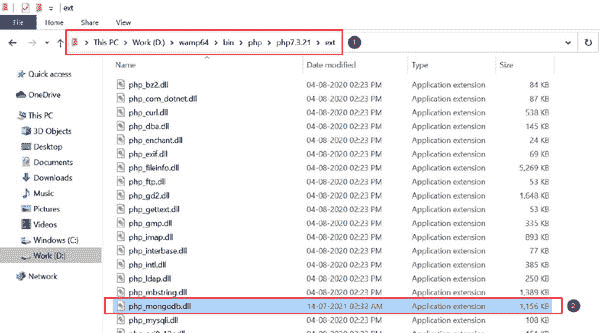 ext
File Home Share View
This PC Work (D:) wamp64 bin php php7.3.21 ext 1
Name Date modified Type Size
Quick access
OneDrive
This PC
3D Objects
Desktop
Documents
Downloads
Music
Pictures
Videos
Windows (C:)
Work (D:)
Network
php_bz2.dll 04-08-2020 02:23 PM Application extension 84 KB
php_com_dotnet.dll 04-08-2020 02:23 PM Application extension 87 KB
php_curl.dll 04-08-2020 02:23 PM Application extension 538 KB
php_dba.dll 04-08-2020 02:23 PM Application extension 145 KB
php_enchant.dll 04-08-2020 02:23 PM Application extension 24 KB
php_exif.dll 04-08-2020 02:23 PM Application extension 69 KB
php_fileinfo.dll 04-08-2020 02:23 PM Application extension 5,269 KB
php_ftp.dll 04-08-2020 02:23 PM Application extension 53 KB
php_gd2.dll 04-08-2020 02:23 PM Application extension 1,648 KB
php_gettext.dll 04-08-2020 02:23 PM Application extension 53 KB
php_gmp.dll 04-08-2020 02:23 PM Application extension 335 KB
php_imap.dll 04-08-2020 02:23 PM Application extension 893 KB
php_interbase.dll 04-08-2020 02:23 PM Application extension 77 KB
php_intl.dll 04-08-2020 02:23 PM Application extension 385 KB
php_ldap.dll 04-08-2020 02:23 PM Application extension 250 KB
php_mbstring.dll 04-08-2020 02:23 PM Application extension 1,389 KB
php_mongodb.dll 14-07-2021 02:32 AM Application extension 1,156 KB 2
php_mysqli.dll 04-08-2020 02:23 PM Application extension 108 KB